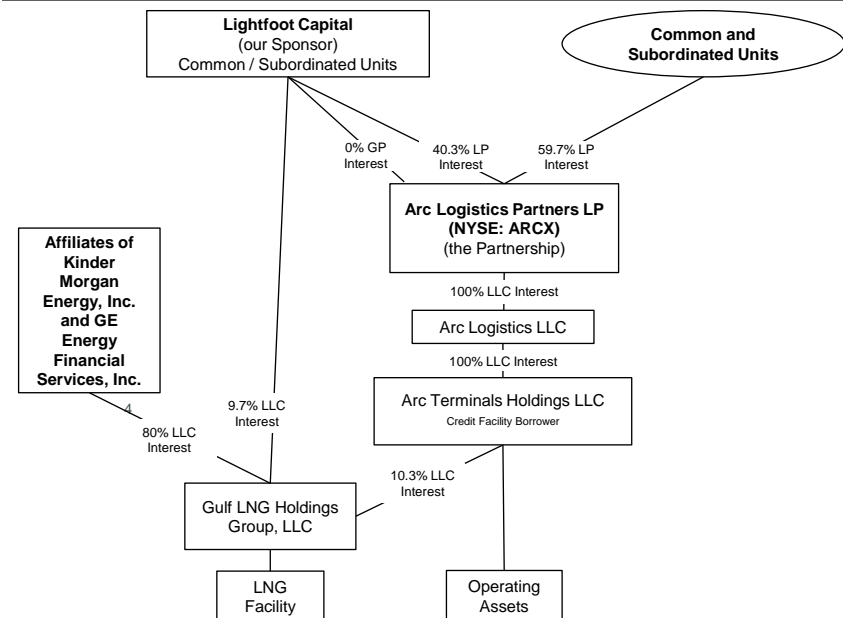 Lightfoot Capital
(our Sponsor)
Common / Subordinated Units
Common and
Subordinated Units
0% GP
Interest
40.3% LP
Interest
59.7% LP
Interest
Arc Logistics Partners LP
(NYSE: ARCX)
(the Partnership)
Affiliates of
Kinder
Morgan
Energy, Inc.
and GE
Energy
Financial
Services, Inc.
100% LLC Interest
Arc Logistics LLC
100% LLC Interest
Arc Terminals Holdings LLC
Credit Facility Borrower
4
80% LLC
Interest
9.7% LLC
Interest
10.3% LLC
Interest
Gulf LNG Holdings
Group, LLC
LNG
Facility
Operating
Assets